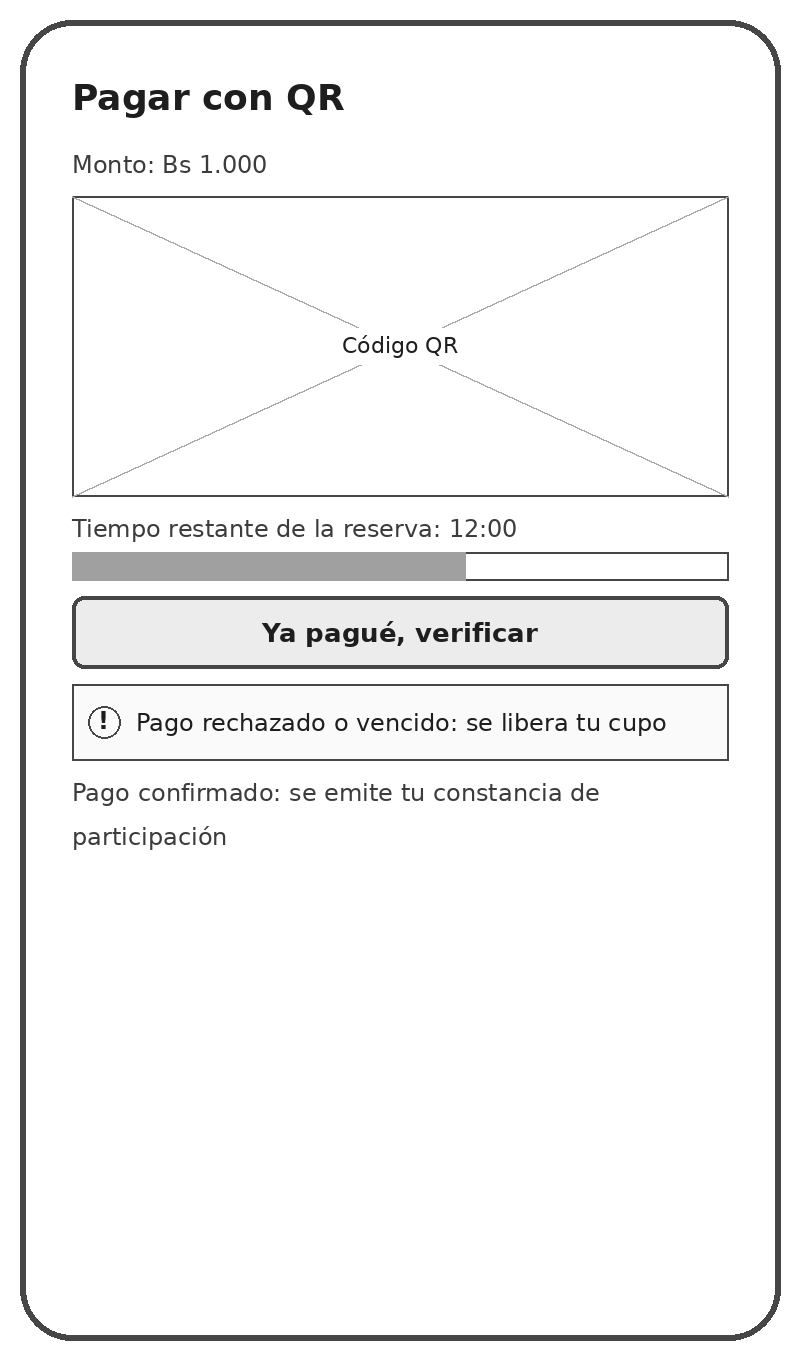 Pagar con QR
Monto: Bs 1.000
Código QR
Tiempo restante de la reserva: 12:00
Ya pagué, verificar
! Pago rechazado o vencido: se libera tu cupo
Pago confirmado: se emite tu constancia de
participación